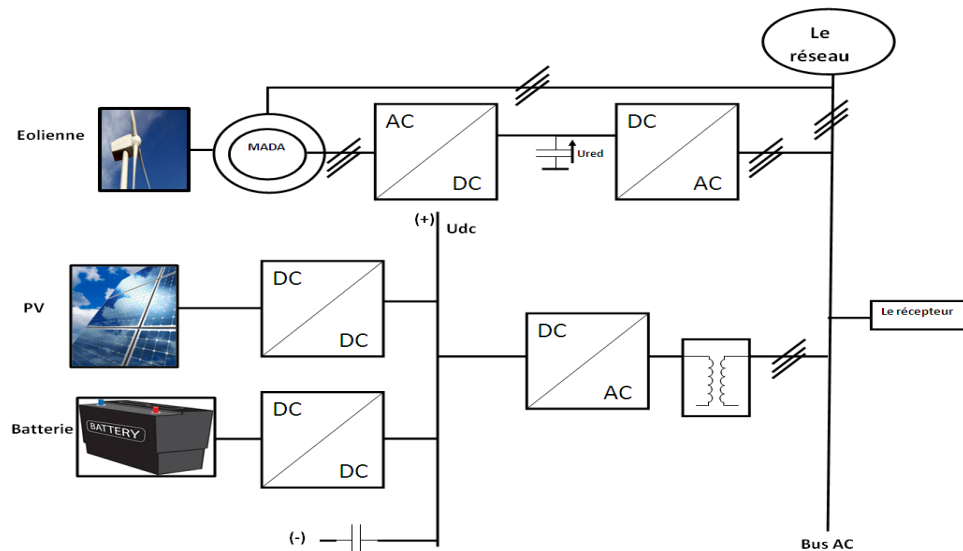 Le
réseau
Eolienne
MADA
AC
DC
Ured
DC
AC
(+)
Udc
PV
DC
DC
DC
AC
Le récepteur
Batterie
BATTERY
DC
DC
(-)
Bus AC